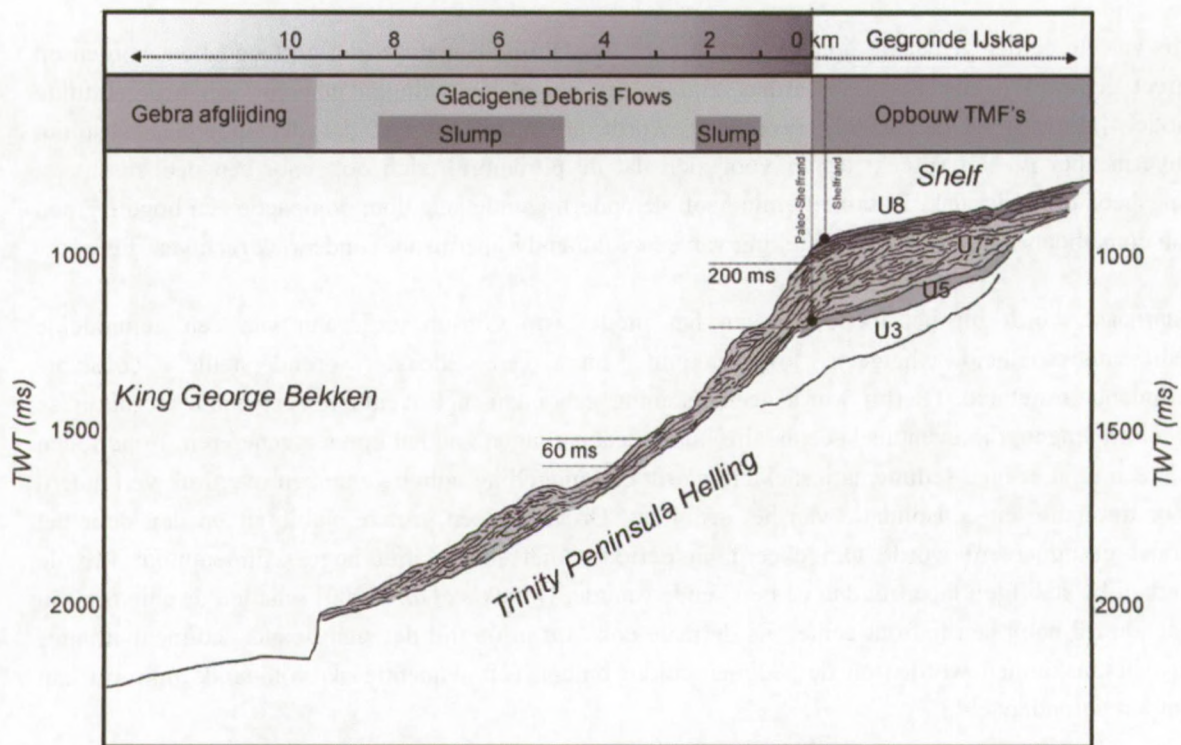 10 8 6 4 2 0 km Gegronde IJskap
Gebra afglijding Glacigene Debris Flows Opbouw TMF's
Slump Slump
Paleo-Shelfrand
Shelfrand
Shelf
U8
U7
U5
U3
1000 200 ms 1000
King George Bekken
1500 1500
60 ms
Trinity Peninsula Helling
2000 2000
TWT (ms) TWT (ms)